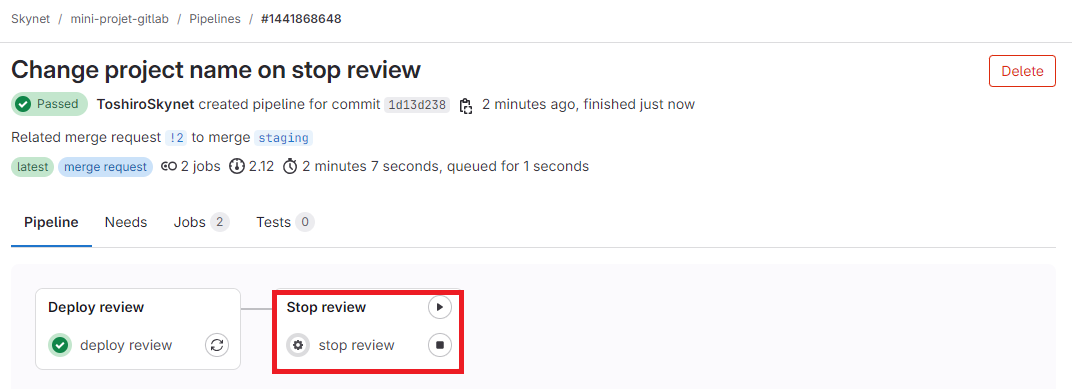 Skynet / mini-projet-gitlab / Pipelines / #1441868648
Change project name on stop review
Delete
Passed ToshiroSkynet created pipeline for commit 1d13d238 2 minutes ago, finished just now
Related merge request !2 to merge staging
latest merge request 2 jobs 2.12 2 minutes 7 seconds, queued for 1 seconds
Pipeline Needs Jobs 2 Tests 0
Deploy review Stop review
deploy review stop review